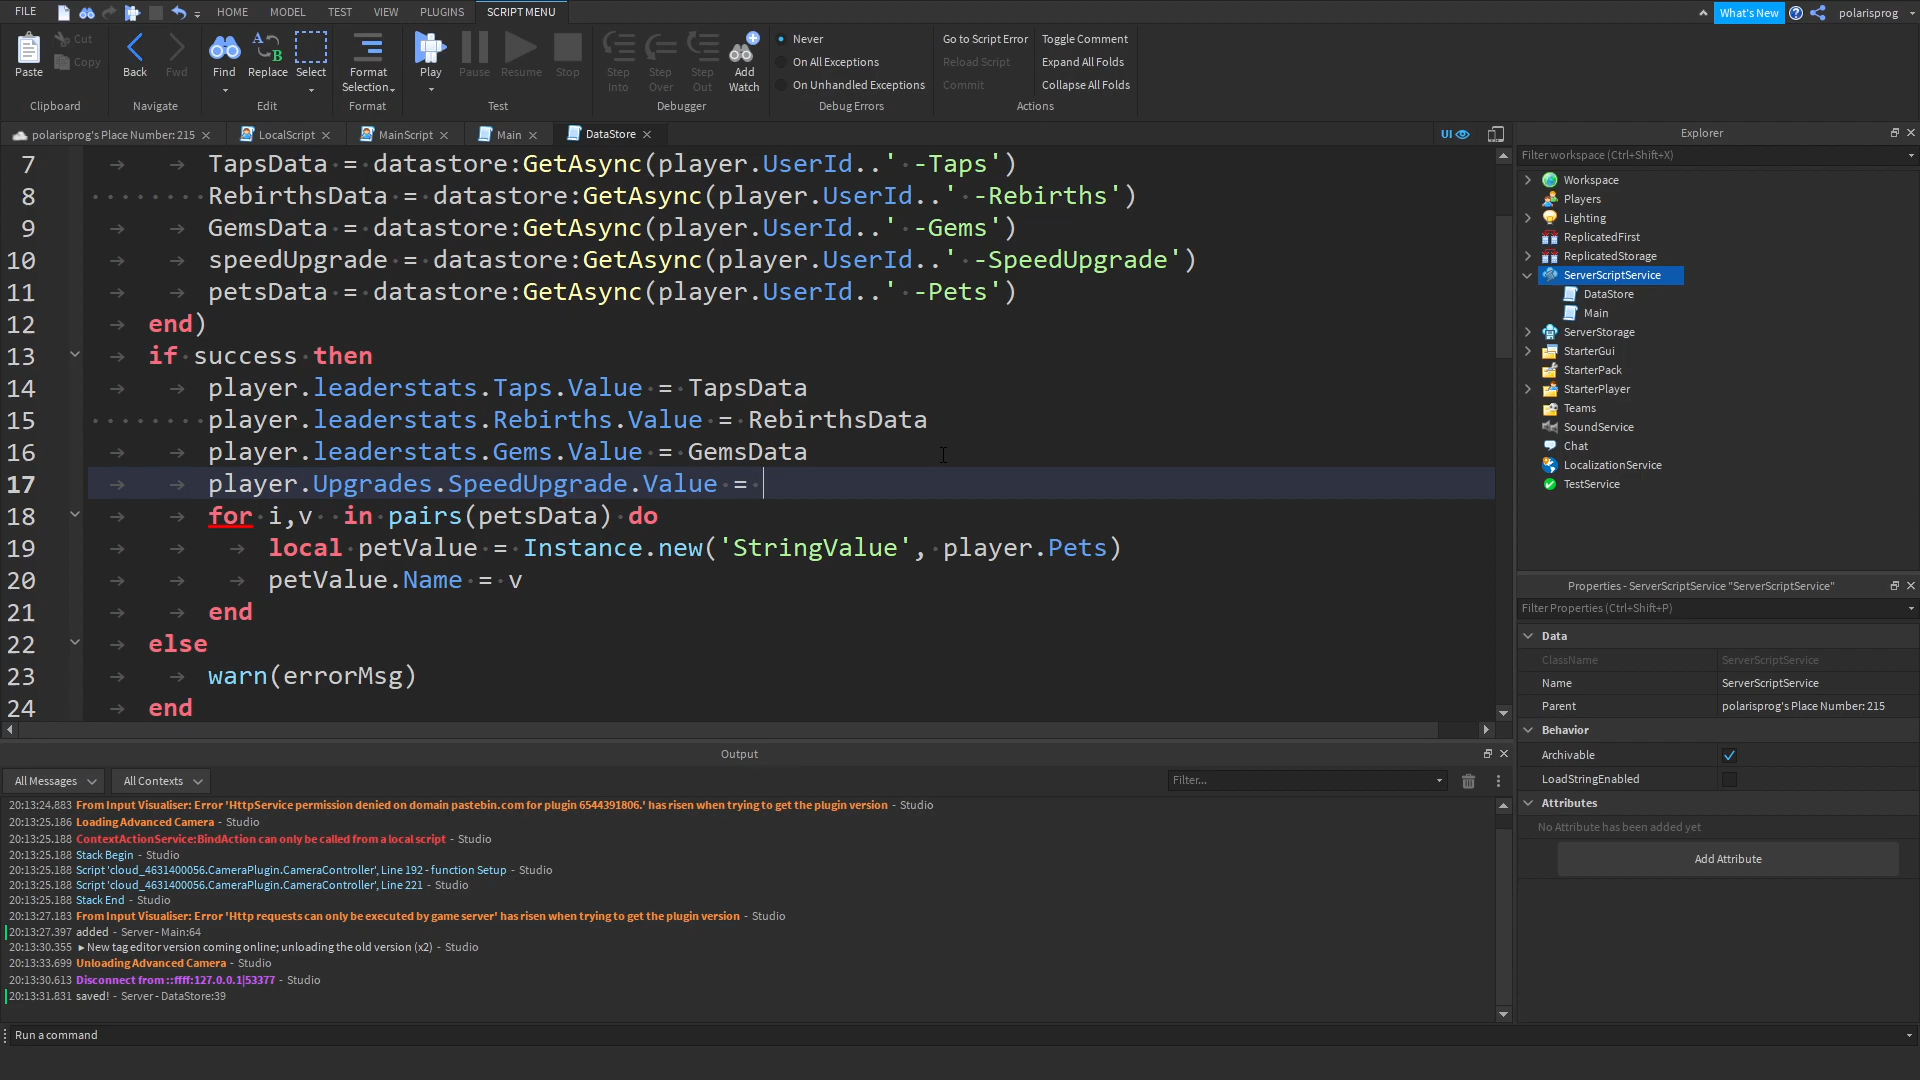 FILE HOME MODEL TEST VIEW PLUGINS SCRIPT MENU What's New polarisprog
Paste Cut Copy Back Fwd Find Replace Select Format Selection Play Pause Resume Stop Step Into Step Over Step Out Add Watch
Never
On All Exceptions
On Unhandled Exceptions
Go to Script Error Toggle Comment
Reload Script Expand All Folds
Commit Collapse All Folds
Clipboard Navigate Edit Format Test Debugger Debug Errors Actions
polarisprog's Place Number: 215 LocalScript MainScript Main DataStore UI
7 TapsData = datastore:GetAsync(player.UserId..' -Taps')
8 RebirthsData = datastore:GetAsync(player.UserId..' -Rebirths')
9 GemsData = datastore:GetAsync(player.UserId..' -Gems')
10 speedUpgrade = datastore:GetAsync(player.UserId..' -SpeedUpgrade')
11 petsData = datastore:GetAsync(player.UserId..' -Pets')
12 end)
13 if success then
14 player.leaderstats.Taps.Value = TapsData
15 player.leaderstats.Rebirths.Value = RebirthsData
16 player.leaderstats.Gems.Value = GemsData
17 player.Upgrades.SpeedUpgrade.Value =
18 for i,v in pairs(petsData) do
19 local petValue = Instance.new('StringValue', player.Pets)
20 petValue.Name = v
21 end
22 else
23 warn(errorMsg)
24 end
Output
All Messages All Contexts Filter...
20:13:24.883 From Input Visualiser: Error 'HttpService permission denied on domain pastebin.com for plugin 6544391806.' has risen when trying to get the plugin version - Studio
20:13:25.186 Loading Advanced Camera - Studio
20:13:25.188 ContextActionService:BindAction can only be called from a local script - Studio
20:13:25.188 Stack Begin - Studio
20:13:25.188 Script 'cloud_4631400056.CameraPlugin.CameraController', Line 192 - function Setup - Studio
20:13:25.188 Script 'cloud_4631400056.CameraPlugin.CameraController', Line 221 - Studio
20:13:25.188 Stack End - Studio
20:13:27.183 From Input Visualiser: Error 'Http requests can only be executed by game server' has risen when trying to get the plugin version - Studio
20:13:27.397 added - Server - Main:64
20:13:30.355 ►New tag editor version coming online; unloading the old version (x2) - Studio
20:13:33.699 Unloading Advanced Camera - Studio
20:13:30.613 Disconnect from ::ffff:127.0.0.1|53377 - Studio
20:13:31.831 saved! - Server - DataStore:39
Run a command
Explorer
Filter workspace (Ctrl+Shift+X)
Workspace
Players
Lighting
ReplicatedFirst
ReplicatedStorage
ServerScriptService
DataStore
Main
ServerStorage
StarterGui
StarterPack
StarterPlayer
Teams
SoundService
Chat
LocalizationService
TestService
Properties - ServerScriptService "ServerScriptService"
Filter Properties (Ctrl+Shift+P)
Data
ClassName ServerScriptService
Name ServerScriptService
Parent polarisprog's Place Number: 215
Behavior
Archivable
LoadStringEnabled
Attributes
No Attribute has been added yet
Add Attribute